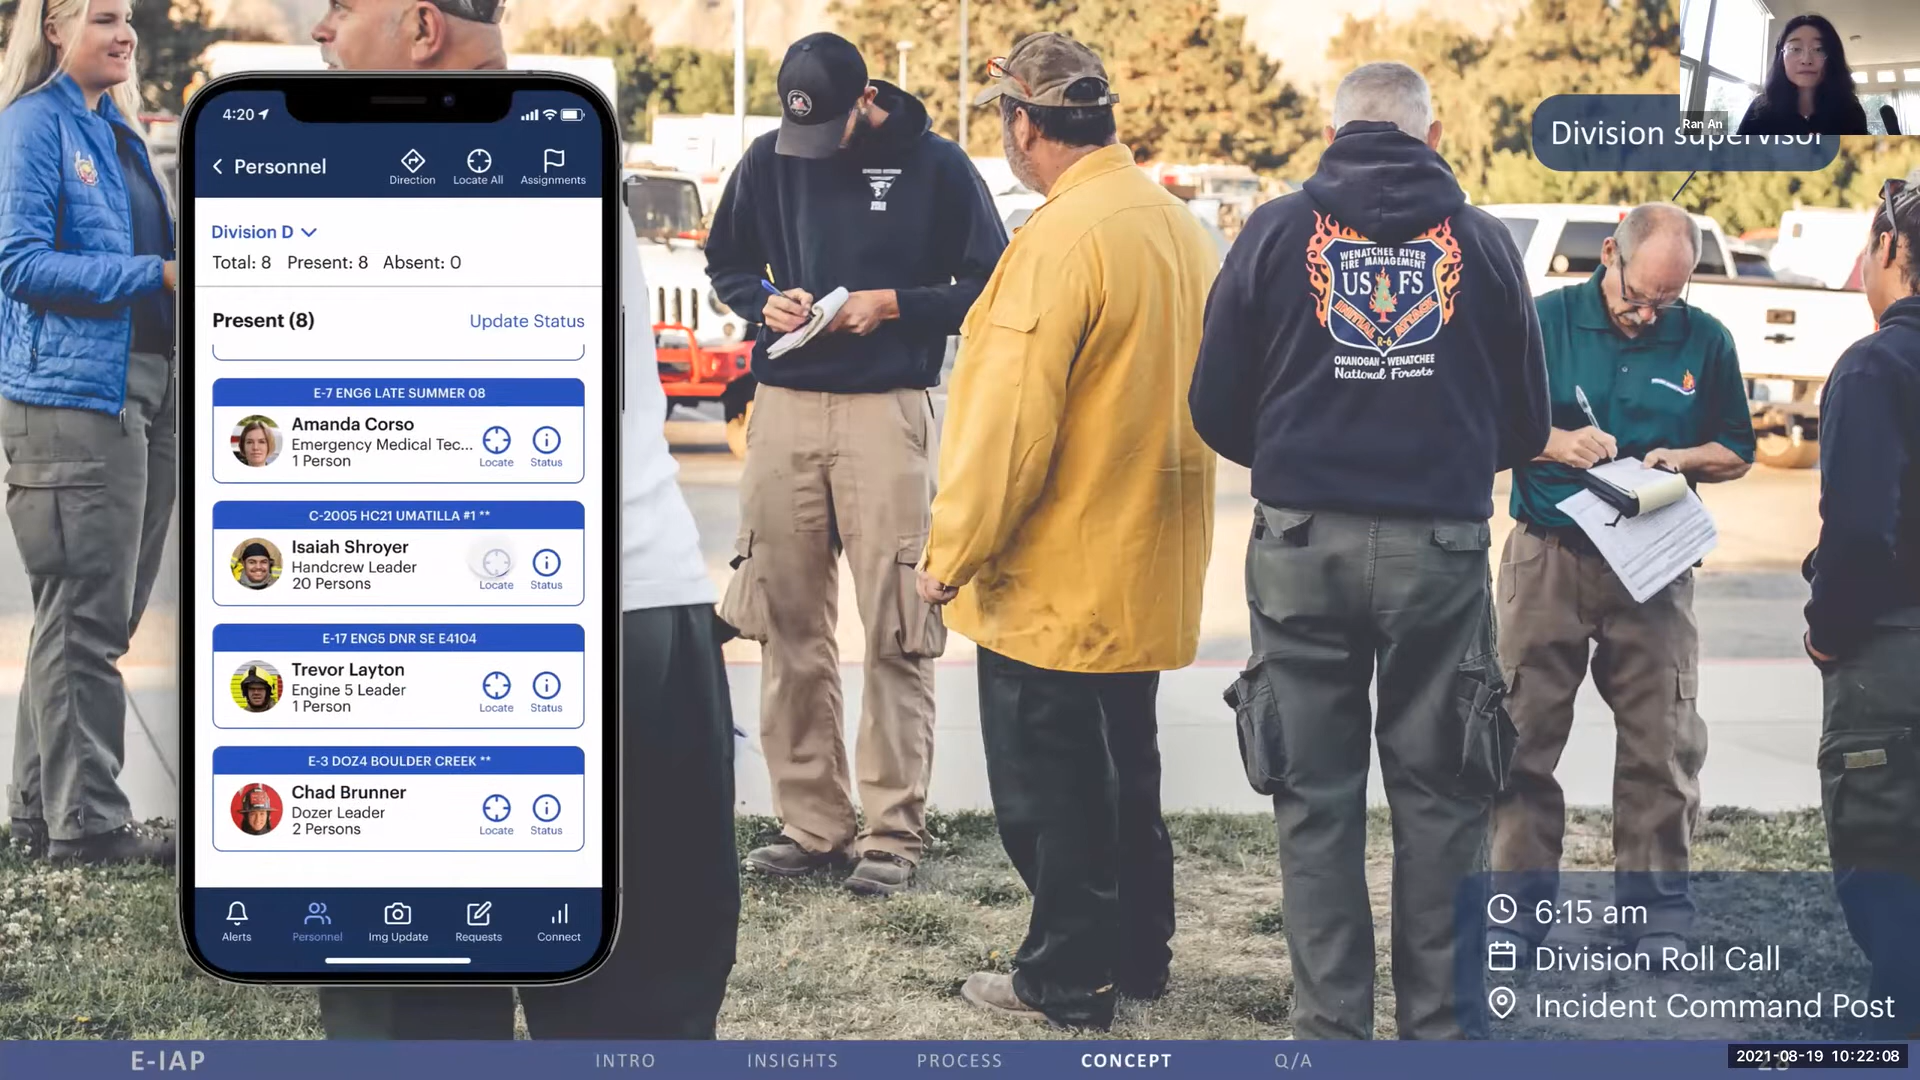 4:20
Personnel
Direction
Locate All
Assignments
Division D
Total: 8 Present: 8 Absent: 0
Present (8)
Update Status
E-7 ENG6 LATE SUMMER 08
Amanda Corso
Emergency Medical Tec...
1 Person
Locate
Status
C-2005 HC21 UMATILLA #1 **
Isaiah Shroyer
Handcrew Leader
20 Persons
Locate
Status
E-17 ENG5 DNR SE E4104
Trevor Layton
Engine 5 Leader
1 Person
Locate
Status
E-3 DOZ4 BOULDER CREEK **
Chad Brunner
Dozer Leader
2 Persons
Locate
Status
Alerts
Personnel
Img Update
Requests
Connect
WENATCHEE RIVER
FIRE MANAGEMENT
US FS
INITIAL ATTACK
R-6
OKANOGAN - WENATCHEE
National Forests
Ran An
Division supervisor
6:15 am
Division Roll Call
Incident Command Post
E-IAP
INTRO
INSIGHTS
PROCESS
CONCEPT
Q/A
2021-08-19 10:22:08